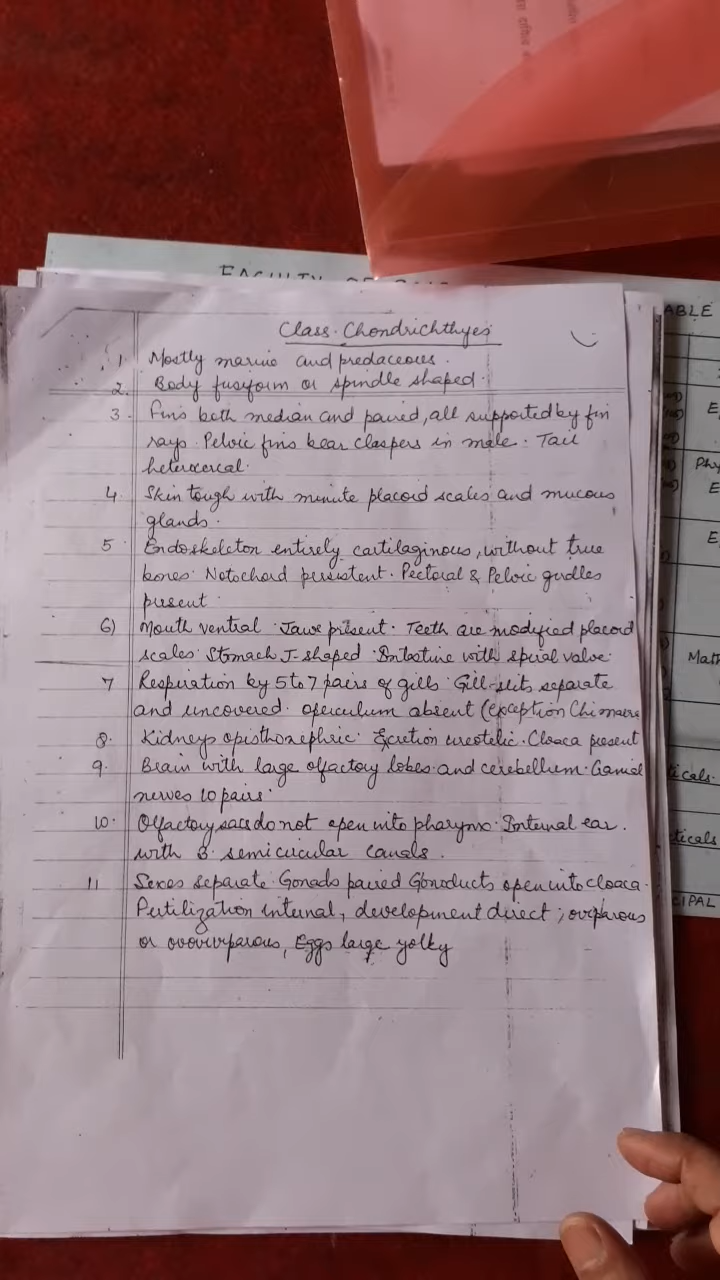 FACULTY
ABLE
Class. Chondrichthyes
1. Mostly marine and predaceous.
2. Body fusiform or spindle shaped.
3. Fins both median and paired, all supported by fin
rays. Pelvic fins bear claspers in male. Tail
heterocercal.
4. Skin tough with minute placoid scales and mucous
glands.
5. Endoskeleton entirely cartilaginous, without true
bones. Notochord persistent. Pectoral & Pelvic girdles
present.
6) Mouth ventral. Jaws present. Teeth are modified placoid
scales. Stomach J-shaped. Intestine with spiral valve.
7 Respiration by 5 to 7 pairs of gills. Gill-slits separate
and uncovered. operculum absent (exception Chimaera
8. Kidneys opisthonephric. Excretion ureotelic. Cloaca present
9. Brain with large olfactory lobes and cerebellum. Cranial
nerves 10 pairs.
10. Olfactory sacs do not open into pharynx. Internal ear.
with 3 semicircular canals.
11 Sexes separate. Gonads paired Gonoducts open into cloaca.
Fertilization internal, development direct; oviparous
or ovoviviparous, Eggs large yolky
Phy
Math
ticals.
cticals
CIPAL